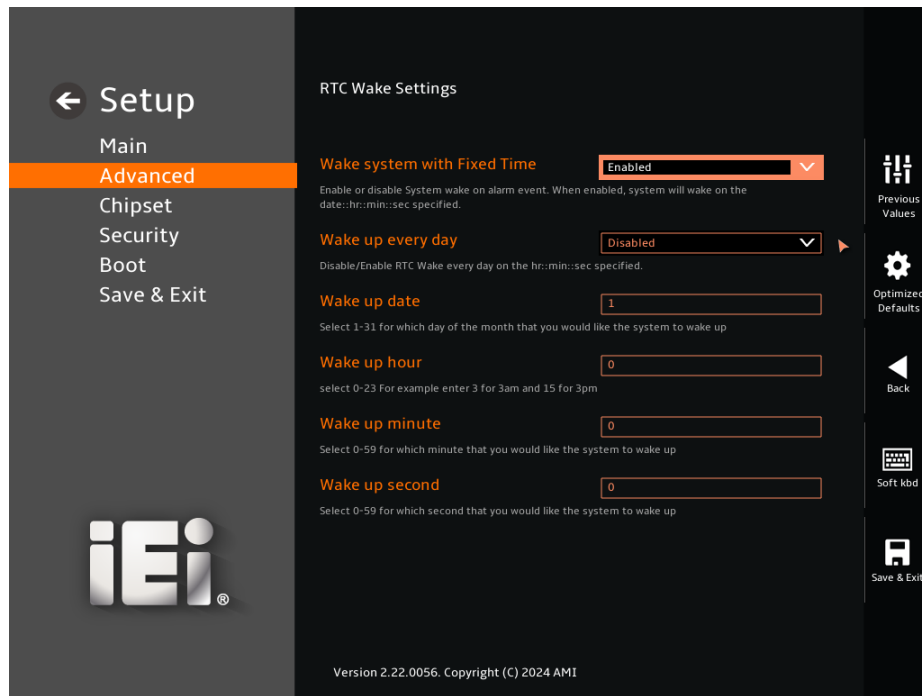 Setup
Main
Advanced
Chipset
Security
Boot
Save & Exit
iEi
®
RTC Wake Settings
Wake system with Fixed Time
Enabled
Enable or disable System wake on alarm event. When enabled, system will wake on the
date::hr::min::sec specified.
Wake up every day
Disabled
Disable/Enable RTC Wake every day on the hr::min::sec specified.
Wake up date
1
Select 1-31 for which day of the month that you would like the system to wake up
Wake up hour
0
select 0-23 For example enter 3 for 3am and 15 for 3pm
Wake up minute
0
Select 0-59 for which minute that you would like the system to wake up
Wake up second
0
Select 0-59 for which second that you would like the system to wake up
Version 2.22.0056. Copyright (C) 2024 AMI
Previous
Values
Optimized
Defaults
Back
Soft kbd
Save & Exit